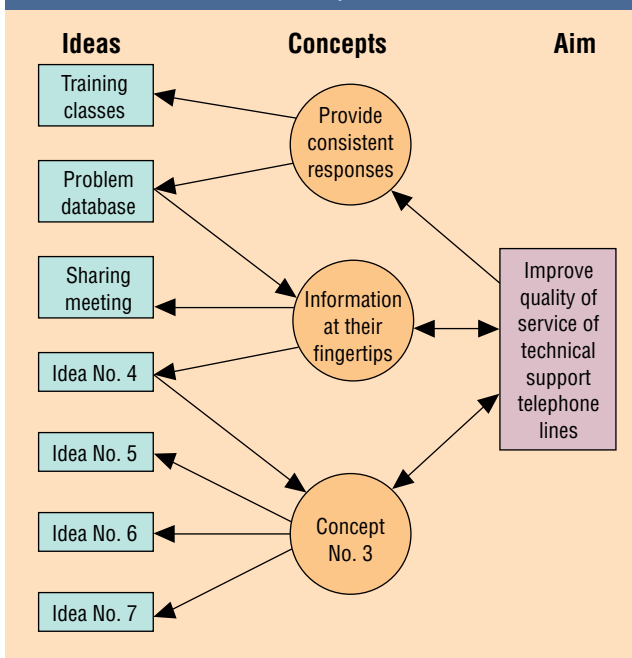 Ideas
Concepts
Aim
Training
classes
Problem
database
Sharing
meeting
Idea No. 4
Idea No. 5
Idea No. 6
Idea No. 7
Provide
consistent
responses
Information
at their
fingertips
Concept
No. 3
Improve
quality of
service of
technical
support
telephone
lines